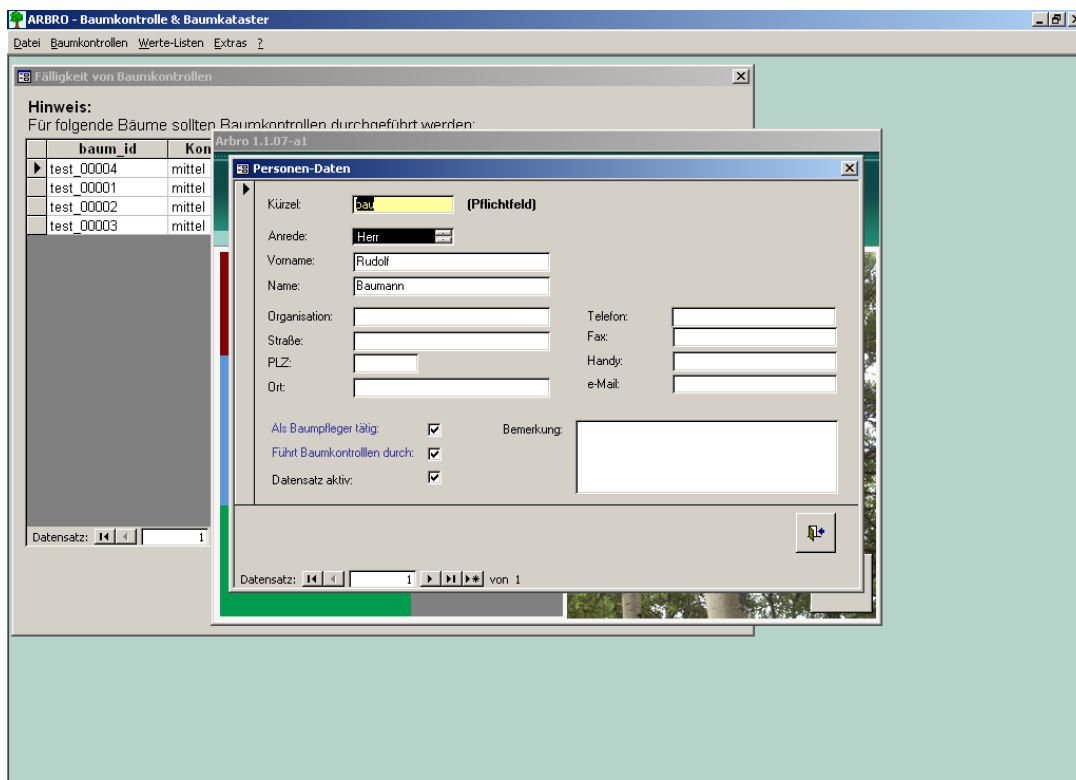 ARBRO - Baumkontrolle & Baumkataster
Datei Baumkontrollen Werte-Listen Extras ?
Fälligkeit von Baumkontrollen
Hinweis:
Für folgende Bäume sollten Baumkontrollen durchgeführt werden:
baum_id Kon
test_00004 mittel
test_00001 mittel
test_00002 mittel
test_00003 mittel
Datensatz: 1
Arbro 1.1.07-a1
Personen-Daten
Kürzel: bau (Pflichtfeld)
Anrede: Herr
Vorname: Rudolf
Name: Baumann
Organisation:
Straße:
PLZ:
Ort:
Telefon:
Fax:
Handy:
e-Mail:
Als Baumpfleger tätig:
Führt Baumkontrolllen durch:
Datensatz aktiv:
Bemerkung:
Datensatz: 1 von 1